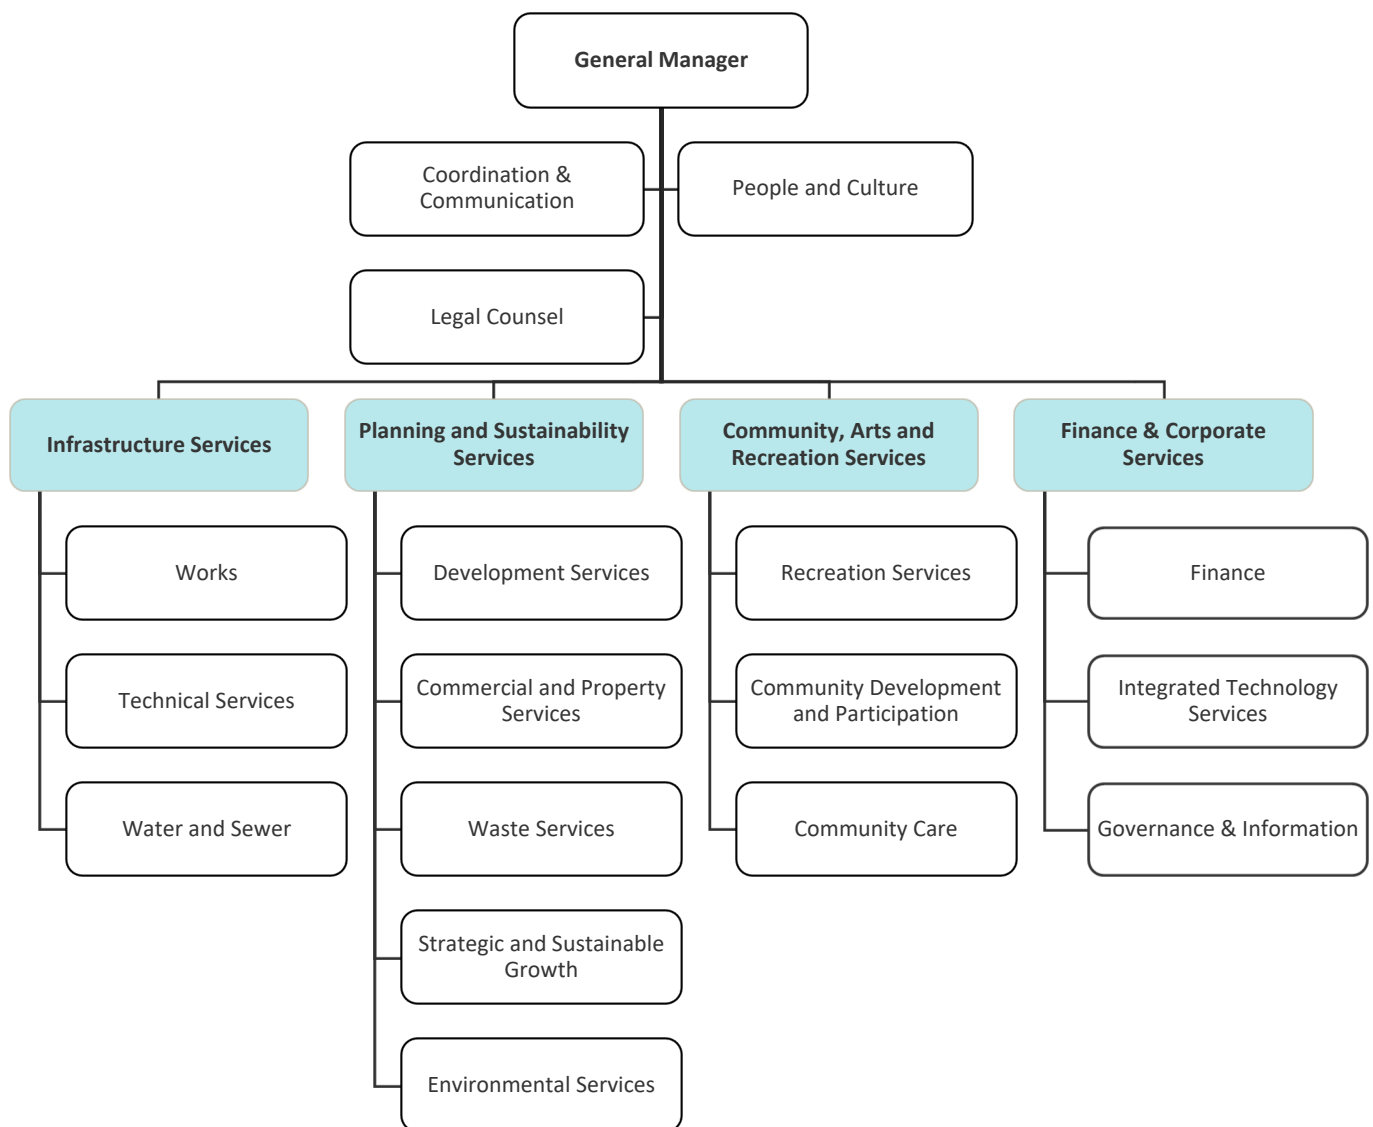 General Manager
Coordination &
Communication
People and Culture
Legal Counsel
Infrastructure Services
Planning and Sustainability
Services
Community, Arts and
Recreation Services
Finance & Corporate
Services
Works
Development Services
Recreation Services
Finance
Technical Services
Commercial and Property
Services
Community Development
and Participation
Integrated Technology
Services
Water and Sewer
Waste Services
Community Care
Governance & Information
Strategic and Sustainable
Growth
Environmental Services